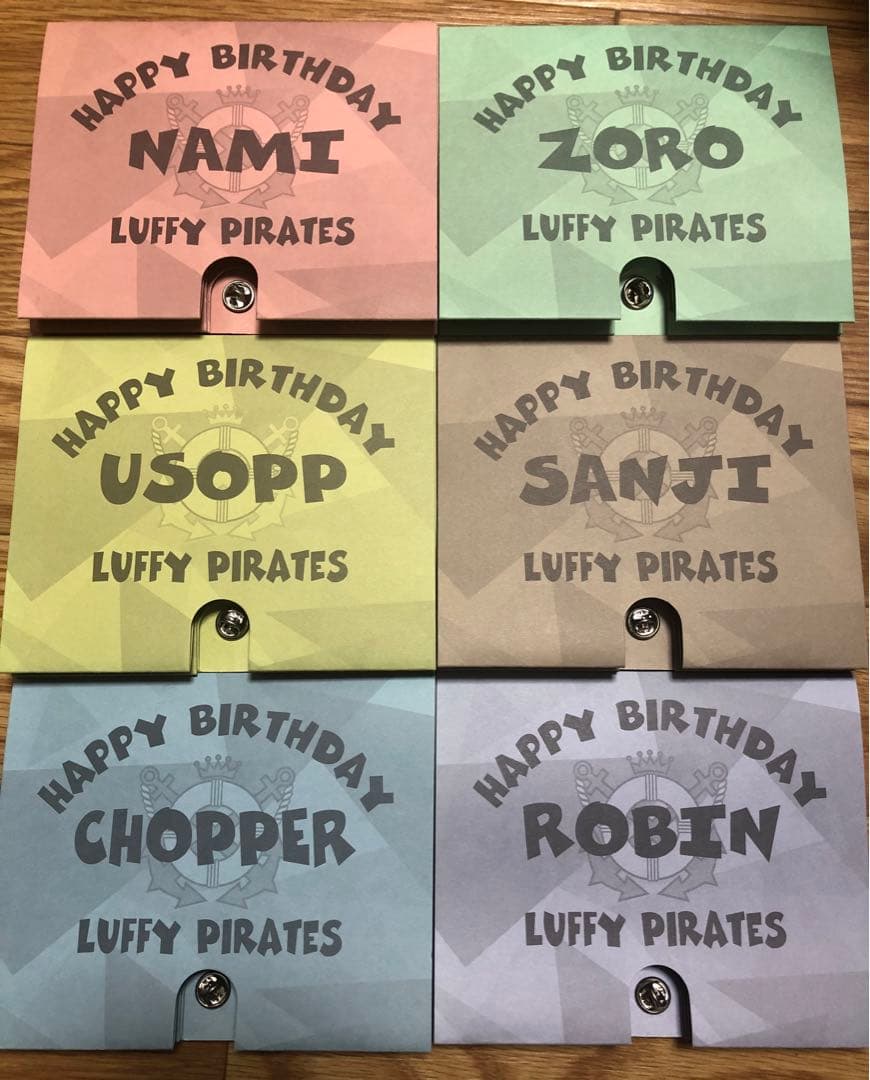 HAPPY BIRTHDAY
NAMI
LUFFY PIRATES
HAPPY BIRTHDAY
ZORO
LUFFY PIRATES
HAPPY BIRTHDAY
USOPP
LUFFY PIRATES
HAPPY BIRTHDAY
SANJI
LUFFY PIRATES
HAPPY BIRTHDAY
CHOPPER
LUFFY PIRATES
HAPPY BIRTHDAY
ROBIN
LUFFY PIRATES